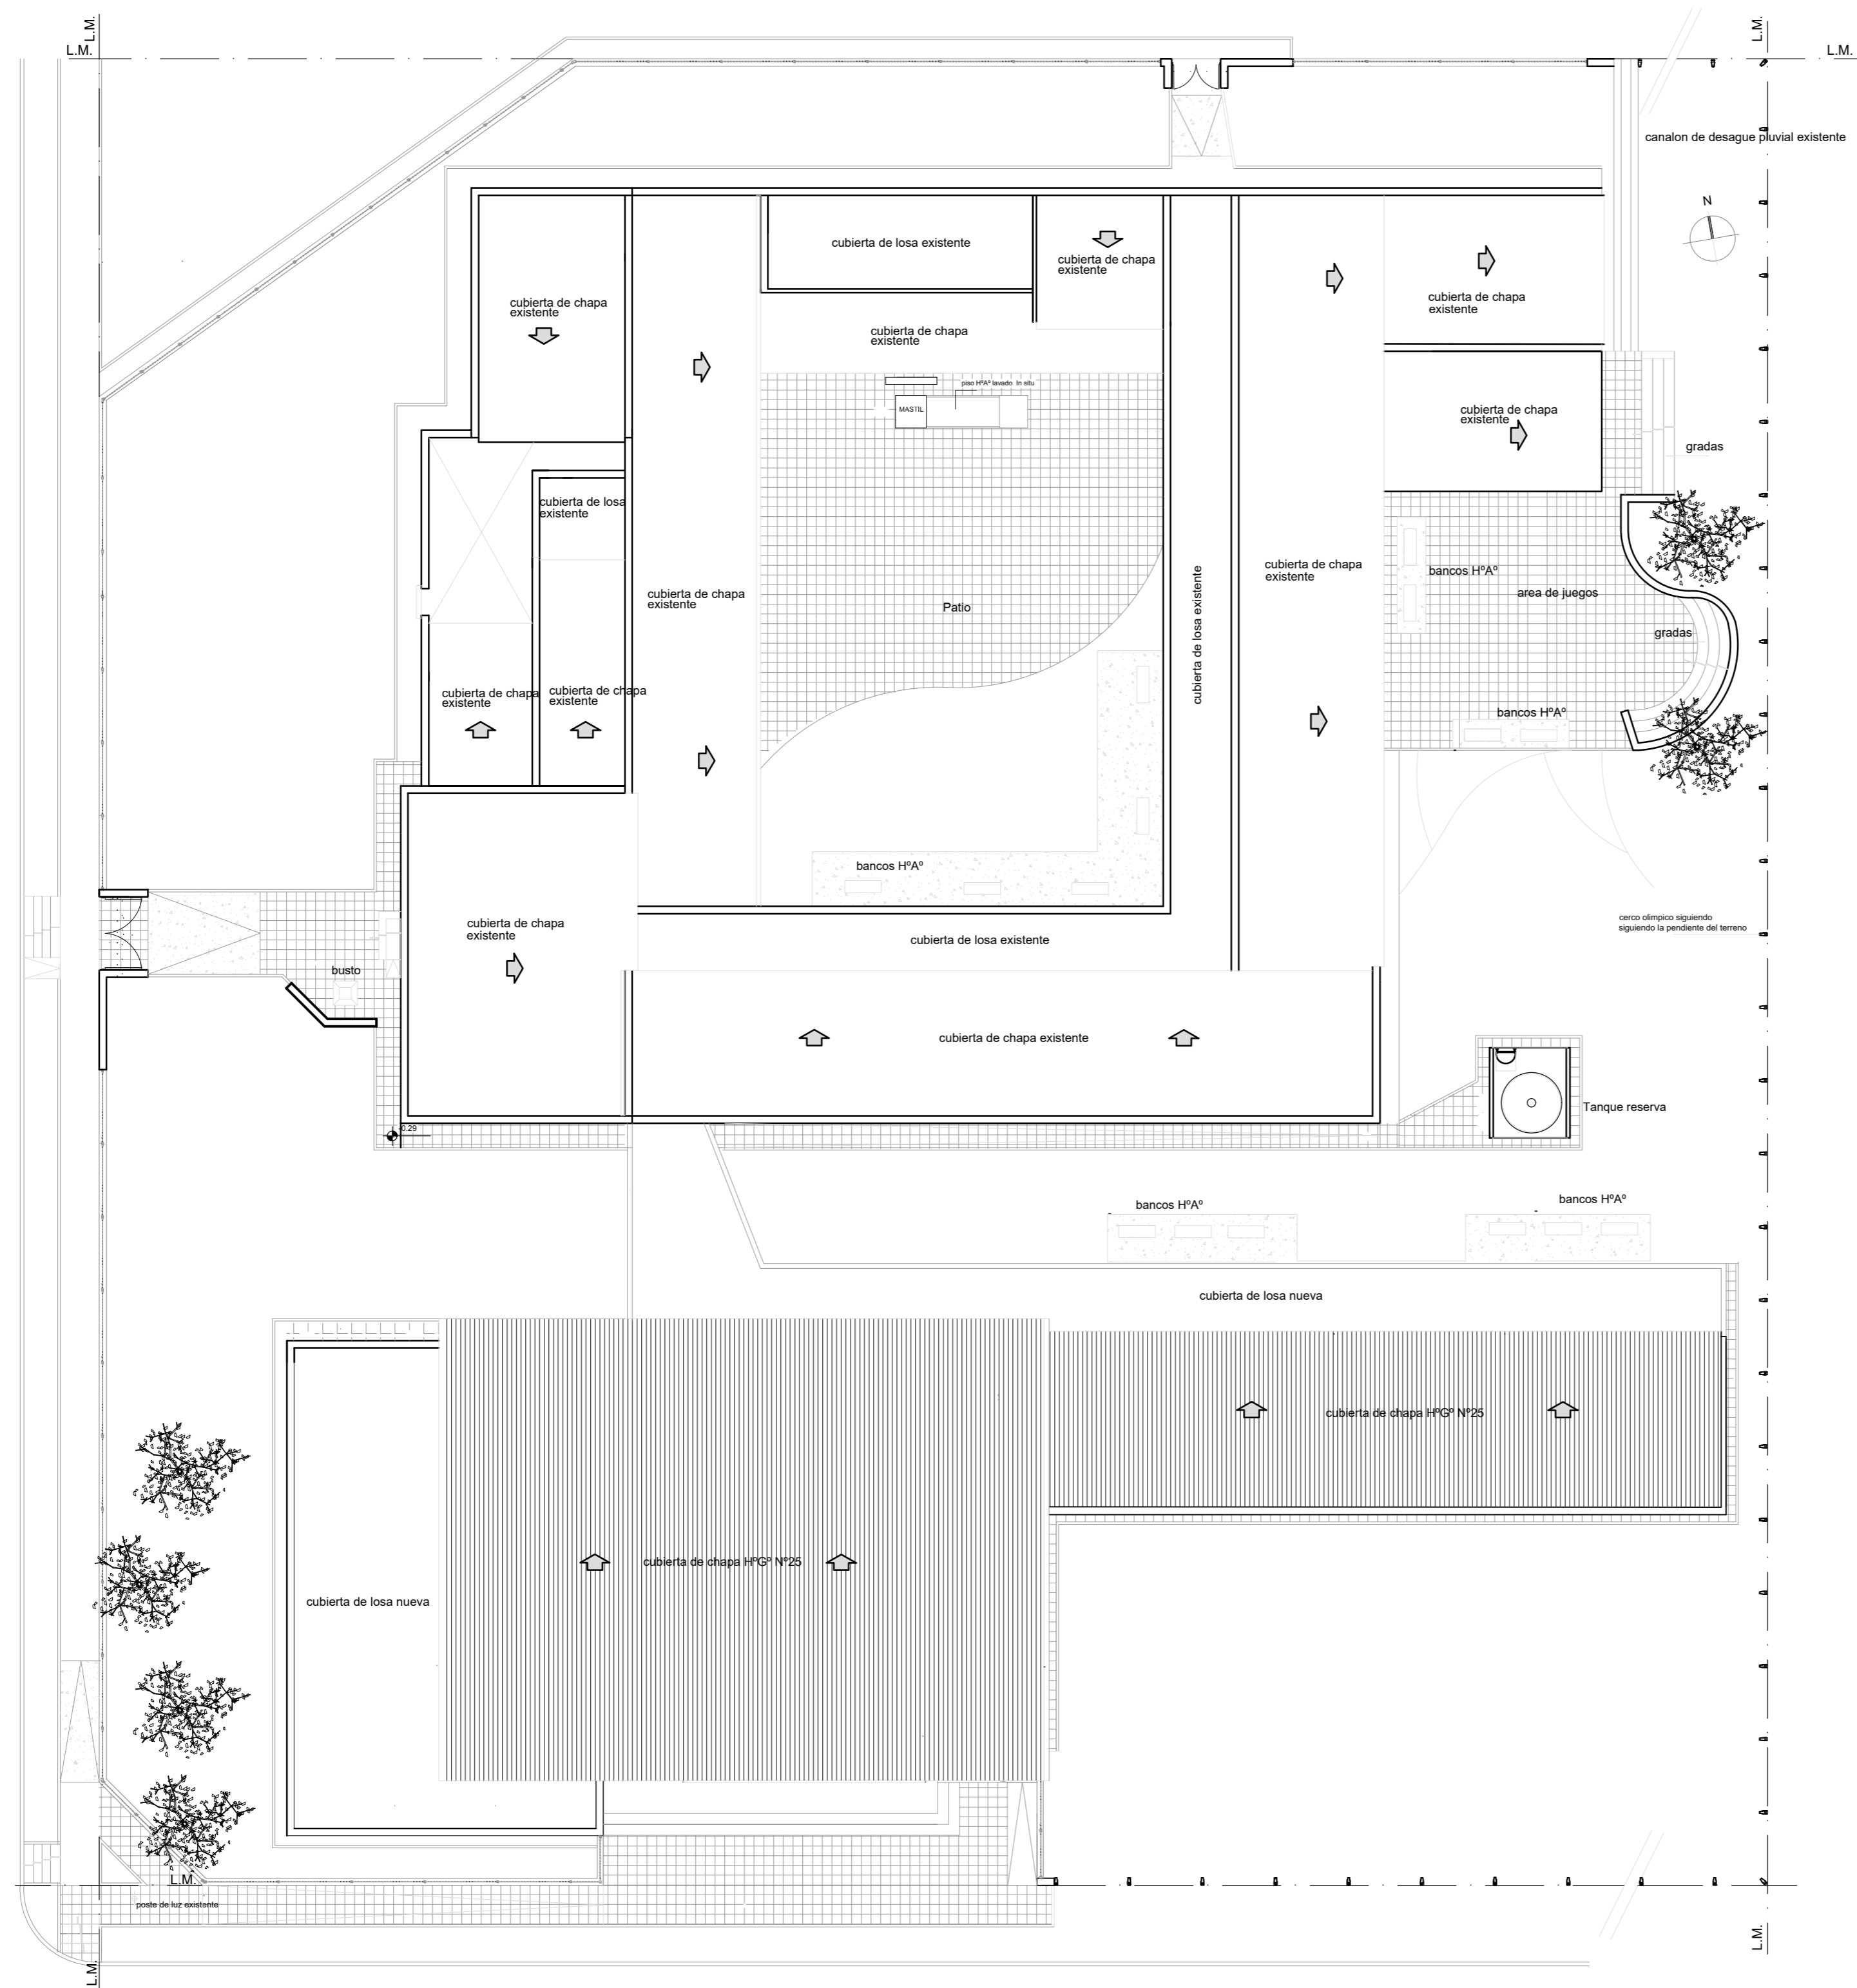 L.M.
L.M.
L.M.
L.M.
canalon de desague pluvial existente
N
cubierta de losa existente
cubierta de chapa
existente
cubierta de chapa
existente
cubierta de chapa
existente
cubierta de chapa
existente
piso HºAº lavado In situ
MASTIL
cubierta de chapa
existente
gradas
cubierta de losa
existente
bancos HºAº
area de juegos
cubierta de chapa
existente
cubierta de chapa
existente
Patio
cubierta de losa existente
gradas
cubierta de chapa
existente
cubierta de chapa
existente
bancos HºAº
bancos HºAº
cerco olimpico siguiendo
siguiendo la pendiente del terreno
cubierta de chapa
existente
cubierta de losa existente
busto
cubierta de chapa existente
Tanque reserva
-0.29
bancos HºAº
bancos HºAº
cubierta de losa nueva
cubierta de chapa HºGº Nº25
cubierta de chapa HºGº Nº25
cubierta de losa nueva
L.M.
poste de luz existente
L.M.
L.M.